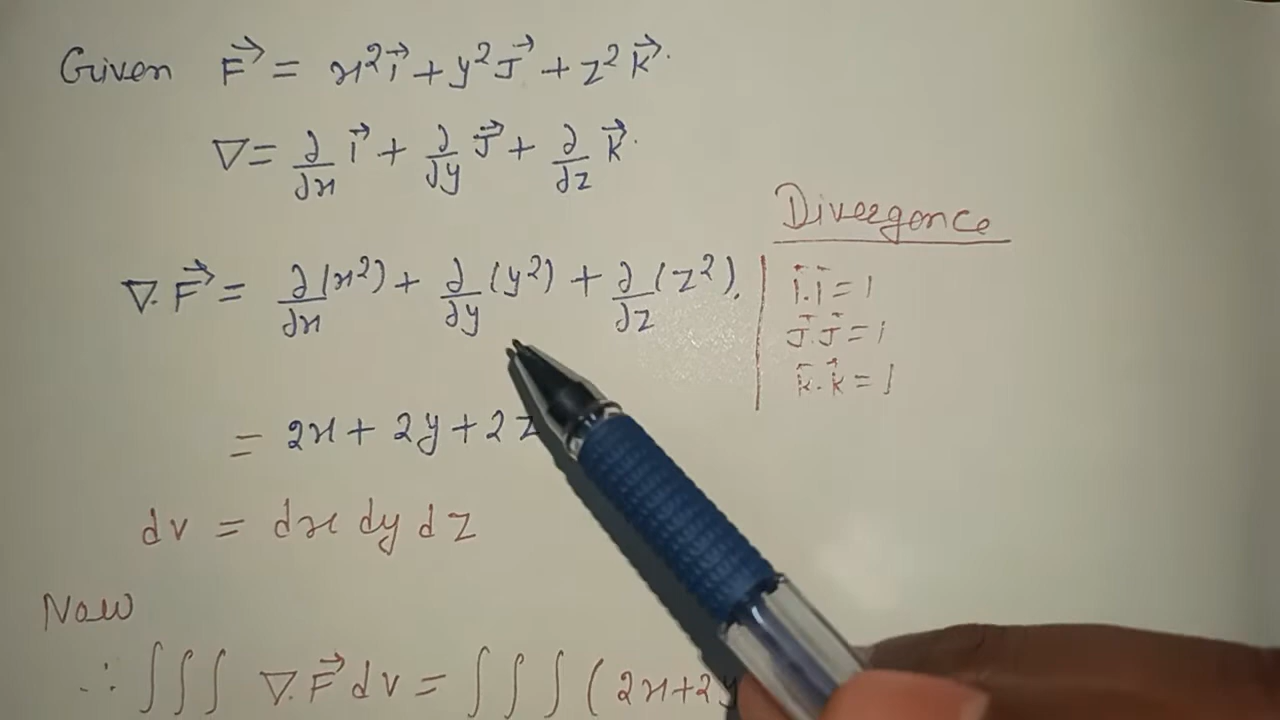 Given F⃗ = x²i⃗ + y²J⃗ + z²K⃗.
∇ = ∂/∂x i⃗ + ∂/∂y J⃗ + ∂/∂z K⃗.
Divergence
∇.F⃗ = ∂/∂x (x²) + ∂/∂y (y²) + ∂/∂z (z²).
i⃗.i⃗ = 1
J⃗.J⃗ = 1
k⃗.k⃗ = 1
= 2x + 2y + 2z
dv = dx dy dz
Now
∴ ∫∫∫ ∇.F⃗ dv = ∫∫∫ (2x+2y